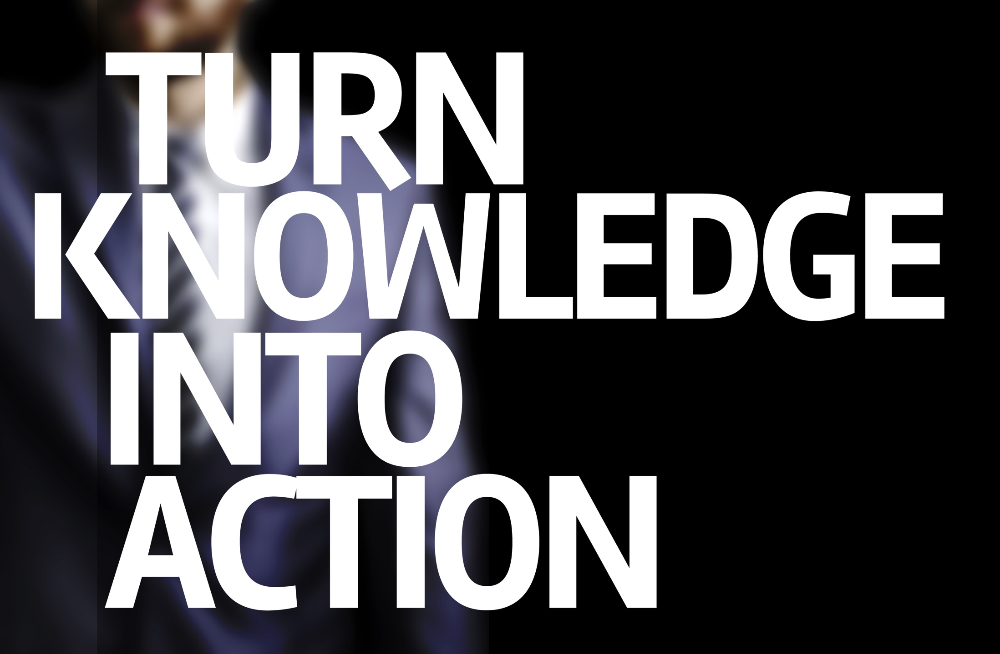 TURN
KNOWLEDGE
INTO
ACTION